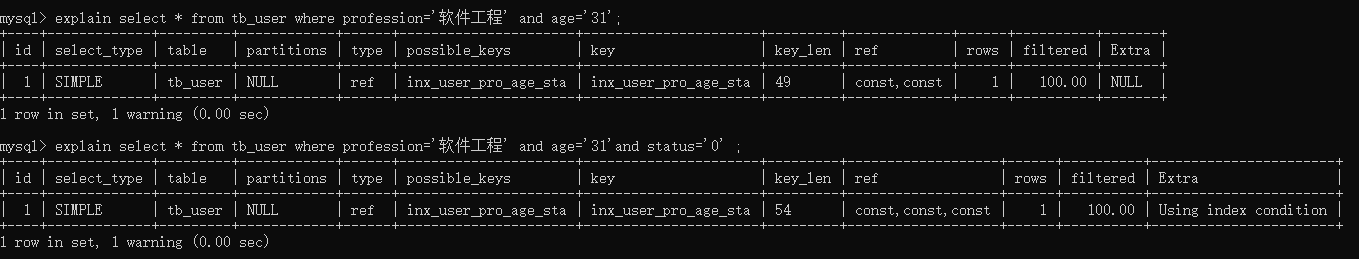 mysql> explain select * from tb_user where profession='软件工程' and age='31';
+----+-------------+---------+------------+------+----------------------+----------------------+---------+-------------+------+----------+-------+
| id | select_type | table   | partitions | type | possible_keys        | key                  | key_len | ref         | rows | filtered | Extra |
+----+-------------+---------+------------+------+----------------------+----------------------+---------+-------------+------+----------+-------+
|  1 | SIMPLE      | tb_user | NULL       | ref  | inx_user_pro_age_sta | inx_user_pro_age_sta | 49      | const,const |    1 |   100.00 | NULL  |
+----+-------------+---------+------------+------+----------------------+----------------------+---------+-------------+------+----------+-------+
1 row in set, 1 warning (0.00 sec)
mysql> explain select * from tb_user where profession='软件工程' and age='31'and status='0' ;
+----+-------------+---------+------------+------+----------------------+----------------------+---------+-------------------+------+----------+-----------------------+
| id | select_type | table   | partitions | type | possible_keys        | key                  | key_len | ref               | rows | filtered | Extra                 |
+----+-------------+---------+------------+------+----------------------+----------------------+---------+-------------------+------+----------+-----------------------+
|  1 | SIMPLE      | tb_user | NULL       | ref  | inx_user_pro_age_sta | inx_user_pro_age_sta | 54      | const,const,const |    1 |   100.00 | Using index condition |
+----+-------------+---------+------------+------+----------------------+----------------------+---------+-------------------+------+----------+-----------------------+
1 row in set, 1 warning (0.00 sec)